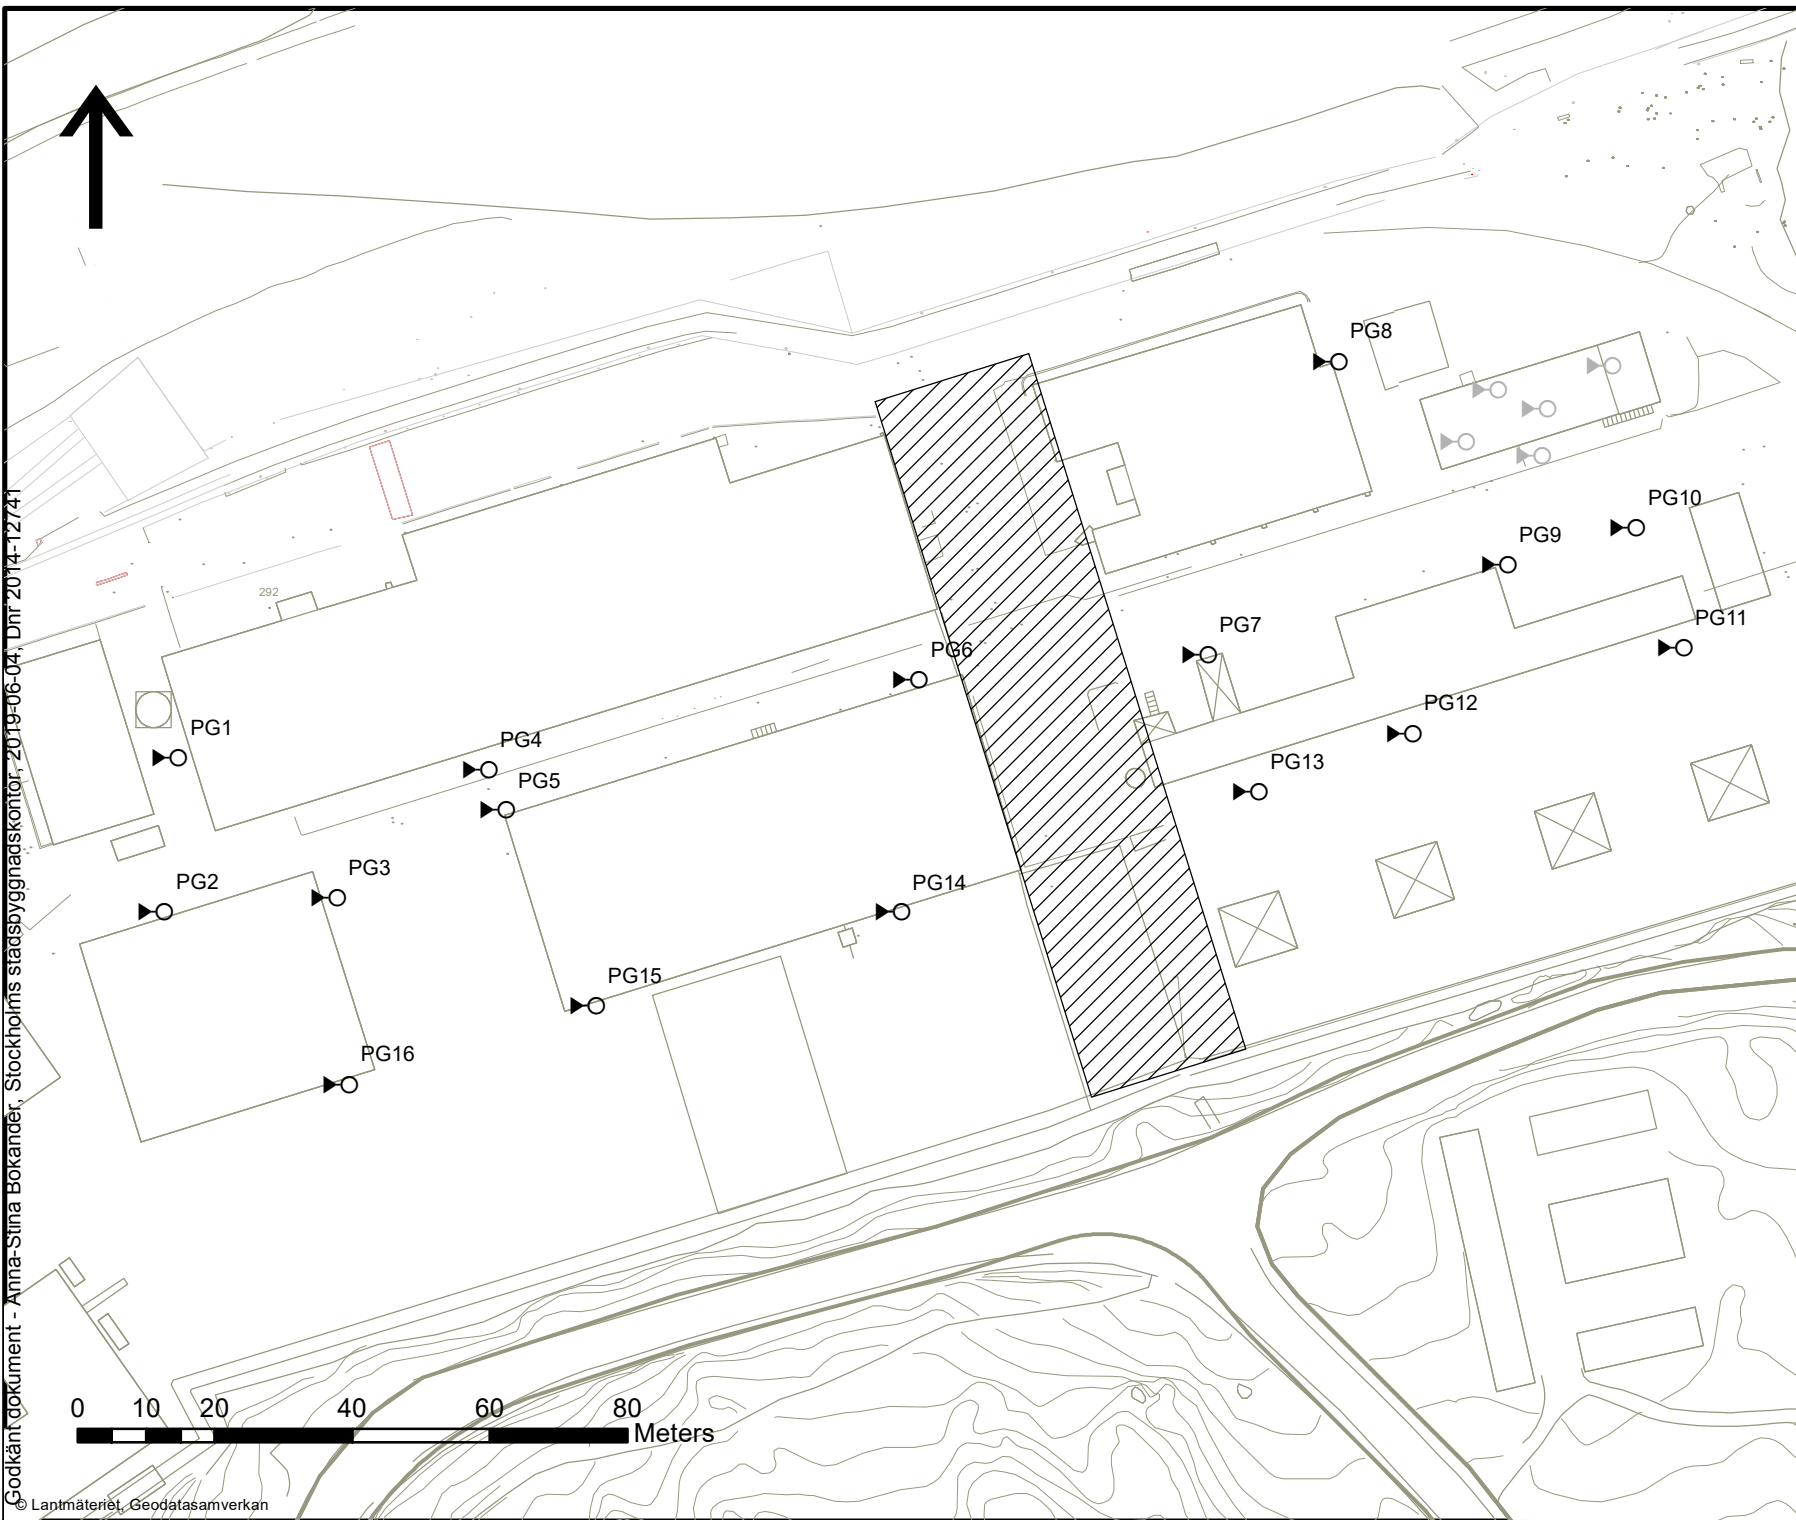 PG8
PG10
PG9
PG11
292
PG7
PG6
PG12
PG1
PG4
PG13
PG5
PG3
PG2
PG14
PG15
PG16
0 10 20 40 60 80
Meters
© Lantmäteriet, Geodatasamverkan
Godkänt dokument - Anna-Stina Bokander, Stockholms stadsbyggnadskontor, 2019-06-04, Dnr 2014-12741